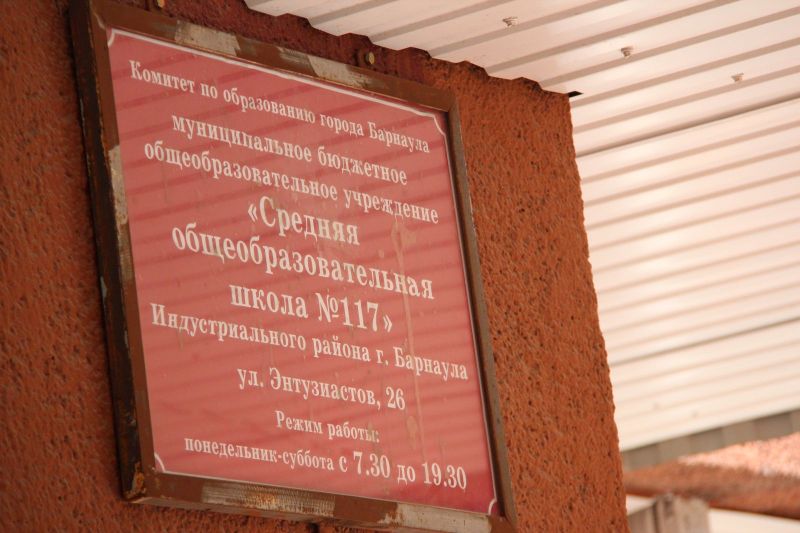 Комитет по образованию города Барнаула
муниципальное бюджетное
общеобразовательное учреждение
«Средняя
общеобразовательная
школа №117»
Индустриального района г. Барнаула
ул. Энтузиастов, 26
Режим работы:
понедельник-суббота с 7.30 до 19.30